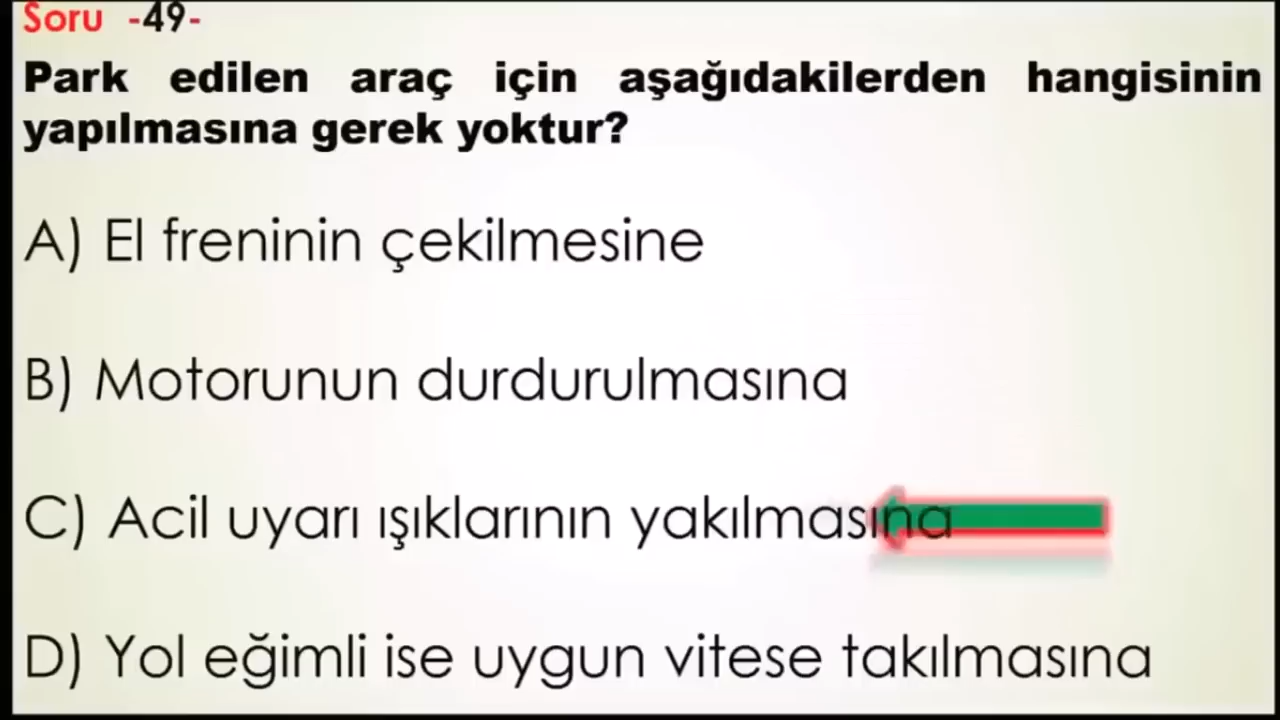 Soru -49-
Park edilen araç için aşağıdakilerden hangisinin
yapılmasına gerek yoktur?
A) El freninin çekilmesine
B) Motorunun durdurulmasına
C) Acil uyarı ışıklarının yakılmasına
D) Yol eğimli ise uygun vitese takılmasına